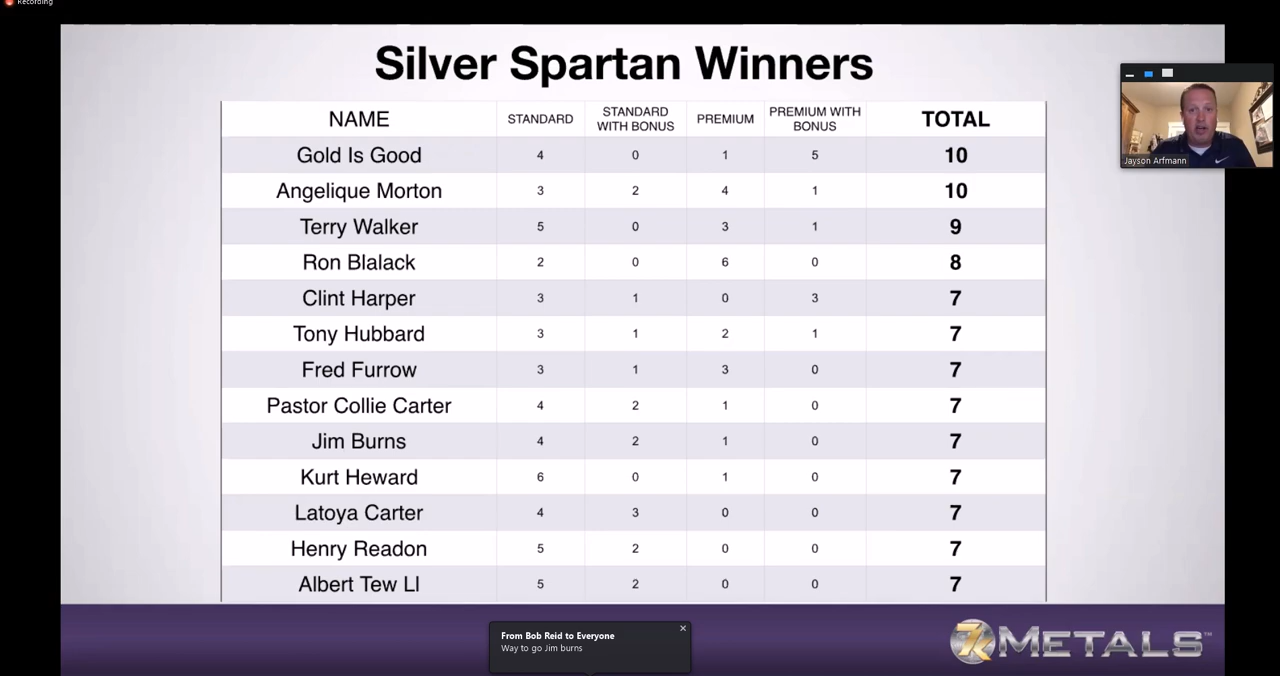 Recording
Silver Spartan Winners
NAME STANDARD STANDARD WITH BONUS PREMIUM PREMIUM WITH BONUS TOTAL
Gold Is Good 4 0 1 5 10
Angelique Morton 3 2 4 1 10
Terry Walker 5 0 3 1 9
Ron Blalack 2 0 6 0 8
Clint Harper 3 1 0 3 7
Tony Hubbard 3 1 2 1 7
Fred Furrow 3 1 3 0 7
Pastor Collie Carter 4 2 1 0 7
Jim Burns 4 2 1 0 7
Kurt Heward 6 0 1 0 7
Latoya Carter 4 3 0 0 7
Henry Readon 5 2 0 0 7
Albert Tew Ll 5 2 0 0 7
Jayson Arfmann
From Bob Reid to Everyone
Way to go Jim burns
7k METALS™